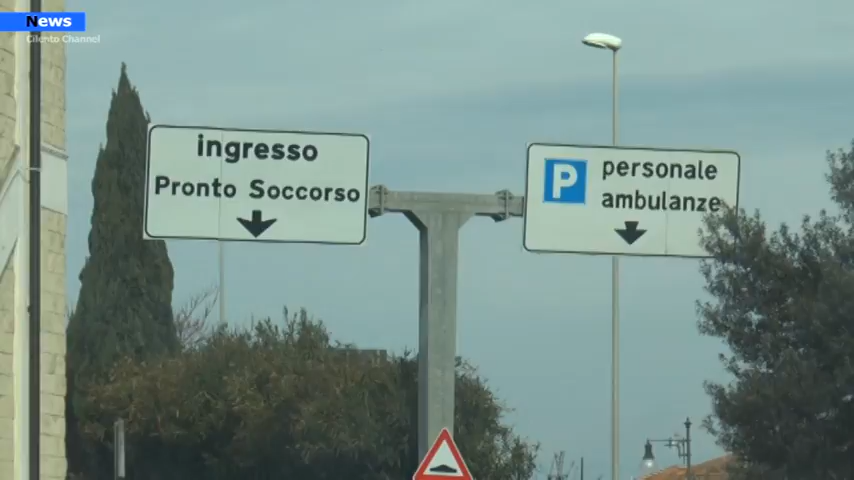 News
Cilento Channel
ingresso
Pronto Soccorso
P personale
ambulanze